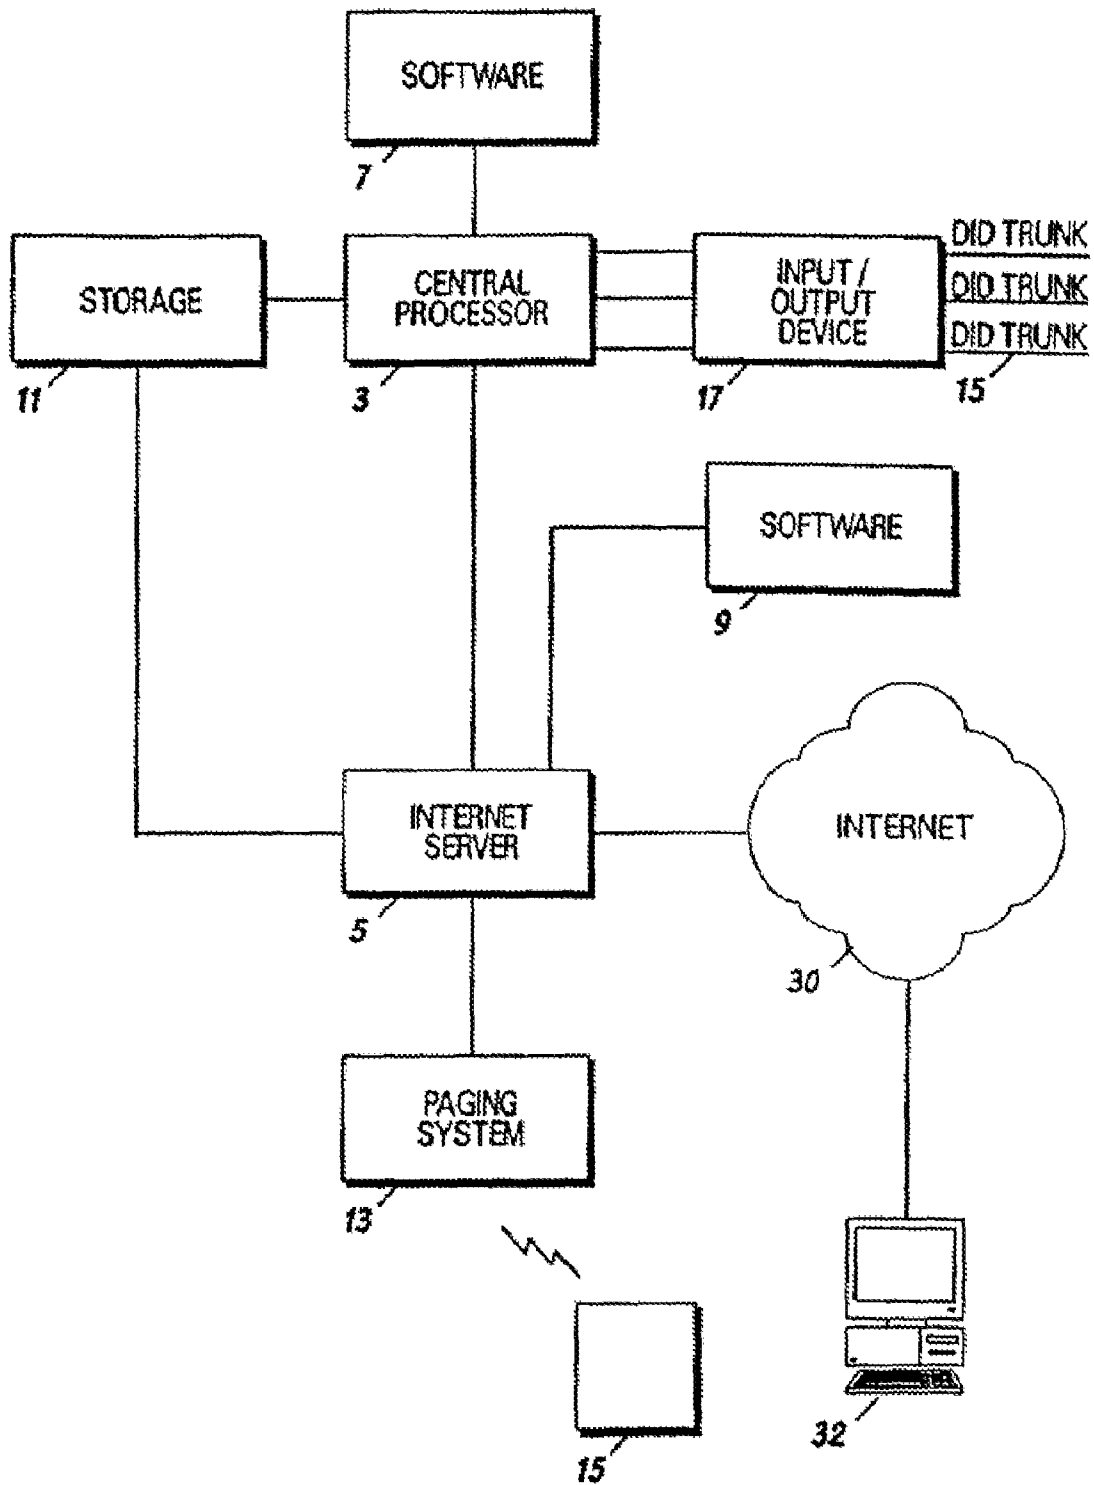 SOFTWARE
7
DID TRUNK
STORAGE
CENTRAL
PROCESSOR
INPUT /
OUTPUT
DEVICE
DID TRUNK
DID TRUNK
11
3
17
15
SOFTWARE
9
INTERNET
SERVER
INTERNET
5
30
PAGING
SYSTEM
13
32
15